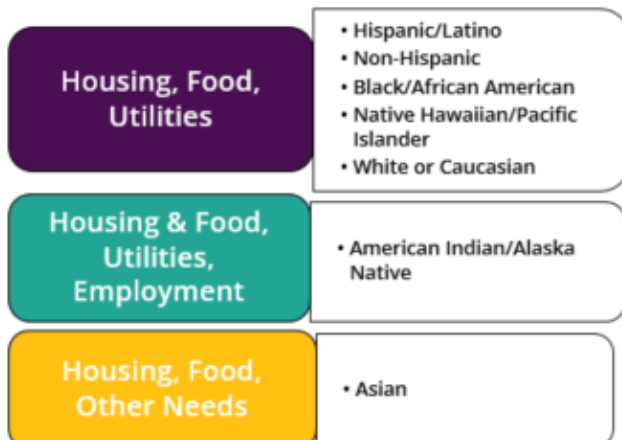 Housing, Food,
Utilities
• Hispanic/Latino
• Non-Hispanic
• Black/African American
• Native Hawaiian/Pacific
Islander
• White or Caucasian
Housing & Food,
Utilities,
Employment
• American Indian/Alaska
Native
Housing, Food,
Other Needs
• Asian